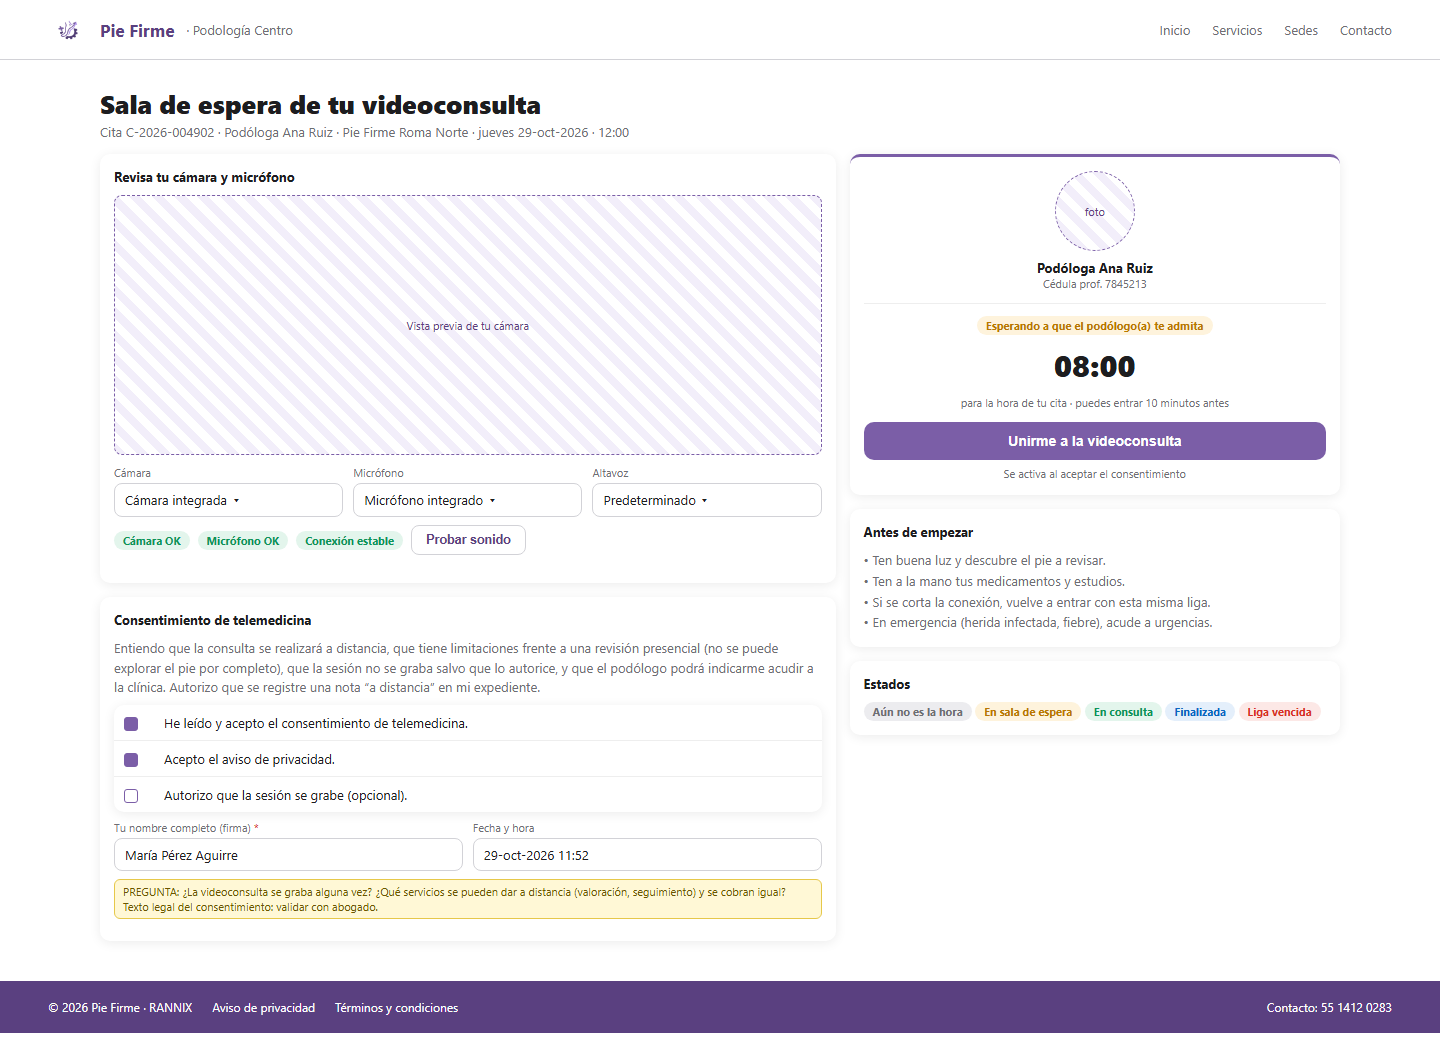 Pie Firme · Podología Centro
Inicio Servicios Sedes Contacto
Sala de espera de tu videoconsulta
Cita C-2026-004902 · Podóloga Ana Ruiz · Pie Firme Roma Norte · jueves 29-oct-2026 · 12:00
Revisa tu cámara y micrófono
Vista previa de tu cámara
Cámara Micrófono Altavoz
Cámara integrada Micrófono integrado Predeterminado
Cámara OK Micrófono OK Conexión estable Probar sonido
Consentimiento de telemedicina
Entiendo que la consulta se realizará a distancia, que tiene limitaciones frente a una revisión presencial (no se puede
explorar el pie por completo), que la sesión no se graba salvo que lo autorice, y que el podólogo podrá indicarme acudir a
la clínica. Autorizo que se registre una nota “a distancia” en mi expediente.
He leído y acepto el consentimiento de telemedicina.
Acepto el aviso de privacidad.
Autorizo que la sesión se grabe (opcional).
Tu nombre completo (firma) * Fecha y hora
María Pérez Aguirre 29-oct-2026 11:52
PREGUNTA: ¿La videoconsulta se graba alguna vez? ¿Qué servicios se pueden dar a distancia (valoración, seguimiento) y se cobran igual?
Texto legal del consentimiento: validar con abogado.
foto
Podóloga Ana Ruiz
Cédula prof. 7845213
Esperando a que el podólogo(a) te admita
08:00
para la hora de tu cita · puedes entrar 10 minutos antes
Unirme a la videoconsulta
Se activa al aceptar el consentimiento
Antes de empezar
• Ten buena luz y descubre el pie a revisar.
• Ten a la mano tus medicamentos y estudios.
• Si se corta la conexión, vuelve a entrar con esta misma liga.
• En emergencia (herida infectada, fiebre), acude a urgencias.
Estados
Aún no es la hora En sala de espera En consulta Finalizada Liga vencida
© 2026 Pie Firme · RANNIX Aviso de privacidad Términos y condiciones Contacto: 55 1412 0283